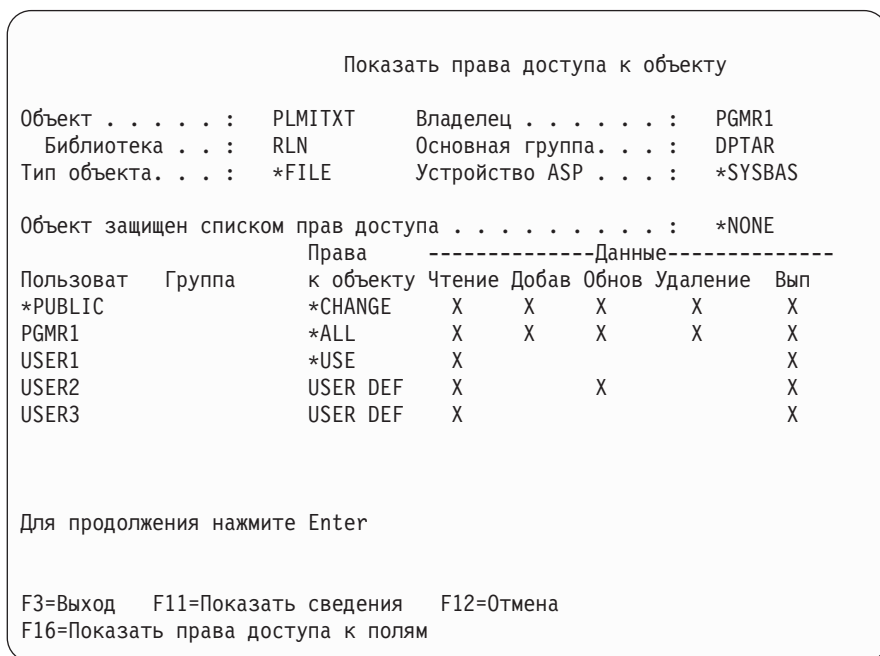 Показать права доступа к объекту
Объект . . . . . : PLMITXT Владелец . . . . . . : PGMR1
Библиотека . . : RLN Основная группа. . . : DPTAR
Тип объекта. . . : *FILE Устройство ASP . . . : *SYSBAS
Объект защищен списком прав доступа . . . . . . . . . . : *NONE
Права --------------Данные--------------
Пользоват Группа к объекту Чтение Добав Обнов Удаление Вып
*PUBLIC *CHANGE X X X X X
PGMR1 *ALL X X X X X
USER1 *USE X X
USER2 USER DEF X X X
USER3 USER DEF X X
Для продолжения нажмите Enter
F3=Выход F11=Показать сведения F12=Отмена
F16=Показать права доступа к полям